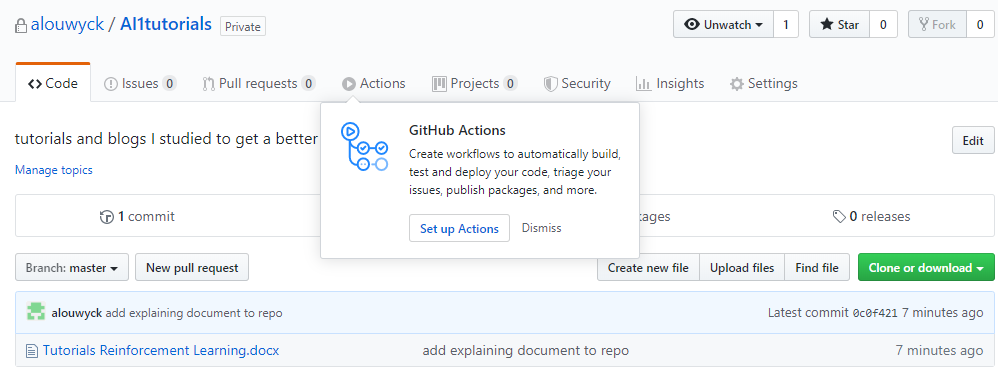 alouwyck / AI1tutorials Private Unwatch 1 Star 0 Fork 0
Code Issues 0 Pull requests 0 Actions Projects 0 Security Insights Settings
GitHub Actions
Create workflows to automatically build,
test and deploy your code, triage your
issues, publish packages, and more.
Set up Actions Dismiss
tutorials and blogs I studied to get a better Edit
Manage topics
1 commit kages 0 releases
Branch: master New pull request Create new file Upload files Find file Clone or download
alouwyck add explaining document to repo Latest commit 0c0f421 7 minutes ago
Tutorials Reinforcement Learning.docx add explaining document to repo 7 minutes ago